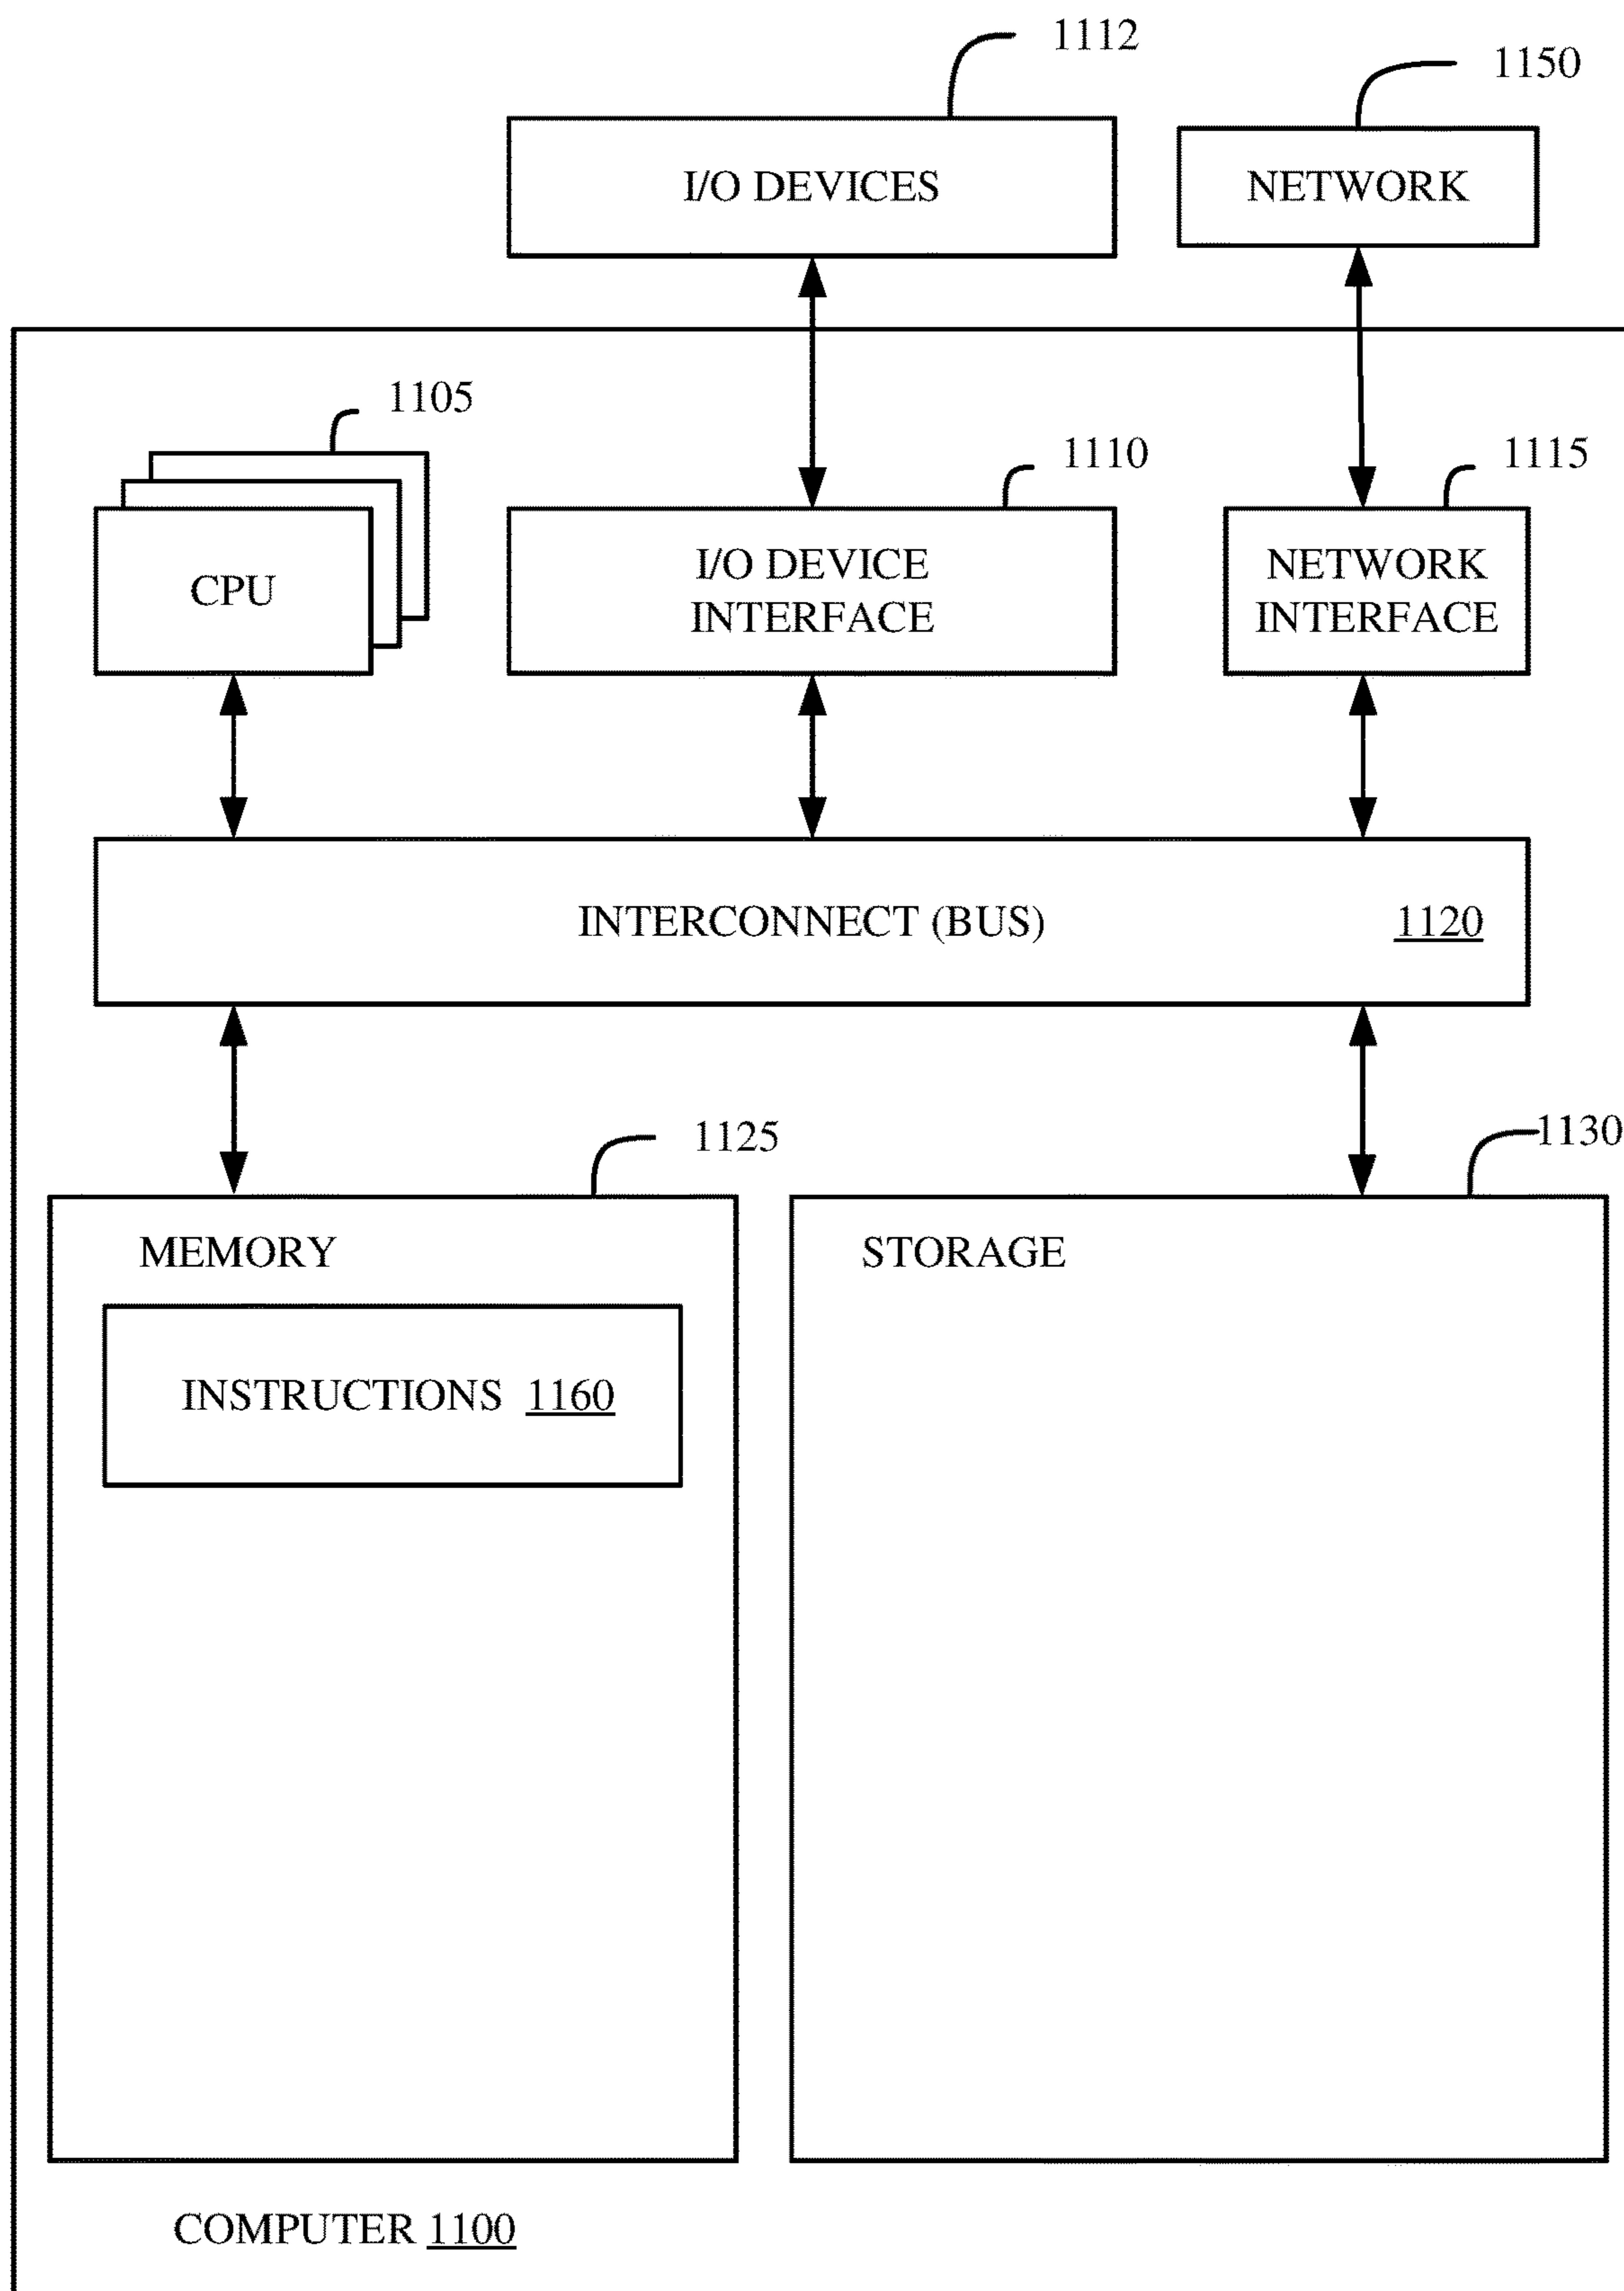 1112
1150
I/O DEVICES
NETWORK
1105
1110
1115
CPU
I/O DEVICE
INTERFACE
NETWORK
INTERFACE
INTERCONNECT (BUS) 1120
1125
1130
MEMORY
STORAGE
INSTRUCTIONS 1160
COMPUTER 1100